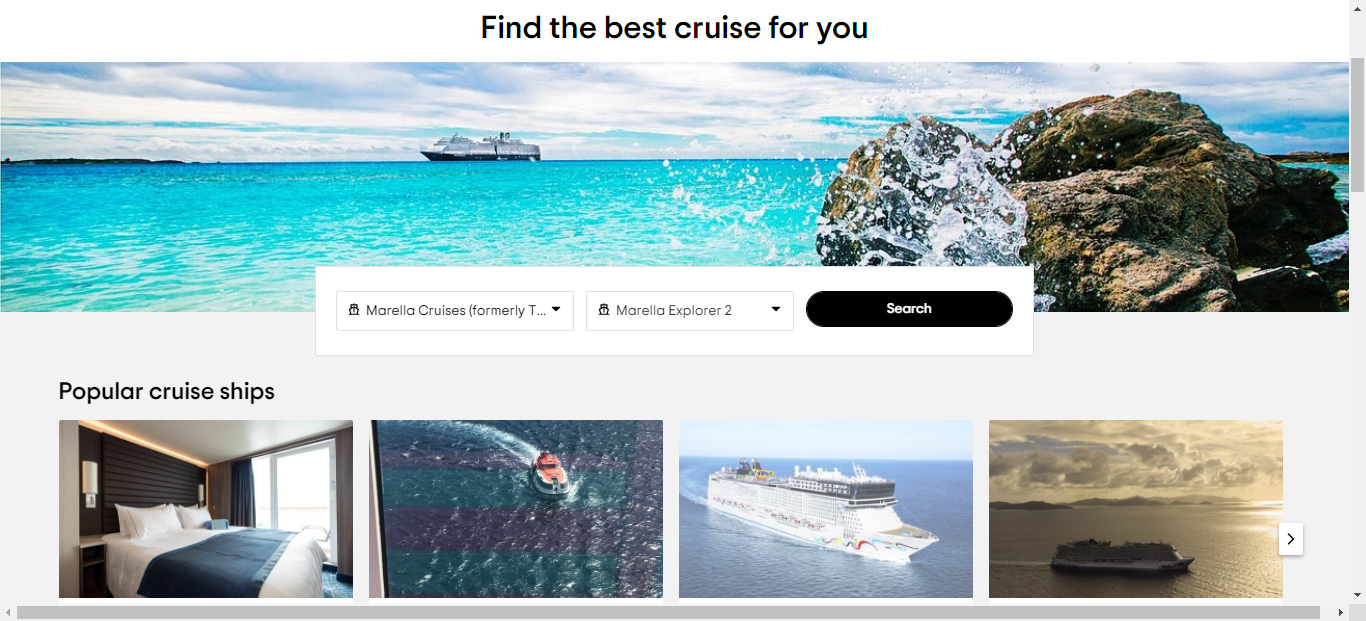 Find the best cruise for you
Marella Cruises (formerly T...
Marella Explorer 2
Search
Popular cruise ships